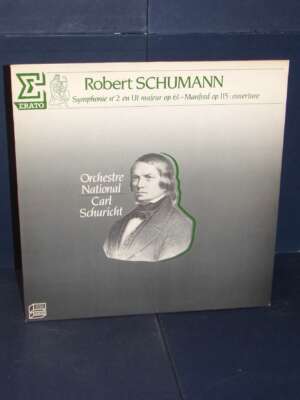 ERATO
Robert SCHUMANN
Symphonie n°2 en Ut majeur op 61 - Manfred op 115 : ouverture
Orchestre
National
Carl
Schuricht